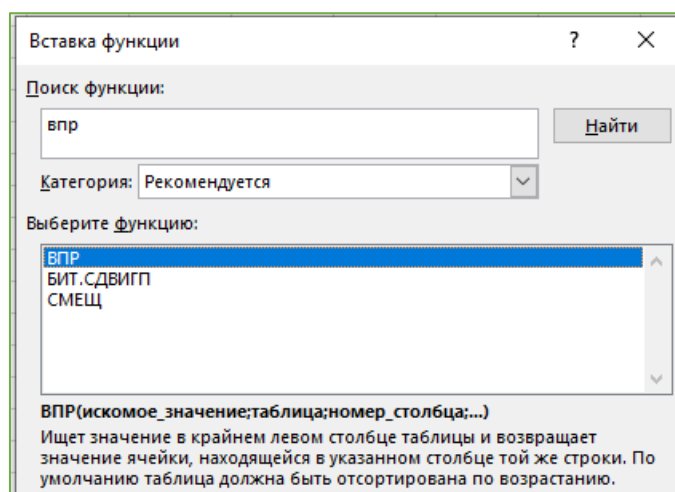 Вставка функции ? ×
Поиск функции:
впр
Найти
Категория: Рекомендуется
Выберите функцию:
ВПР
БИТ.СДВИГП
СМЕЩ
ВПР(искомое_значение;таблица;номер_столбца;...)
Ищет значение в крайнем левом столбце таблицы и возвращает
значение ячейки, находящейся в указанном столбце той же строки. По
умолчанию таблица должна быть отсортирована по возрастанию.